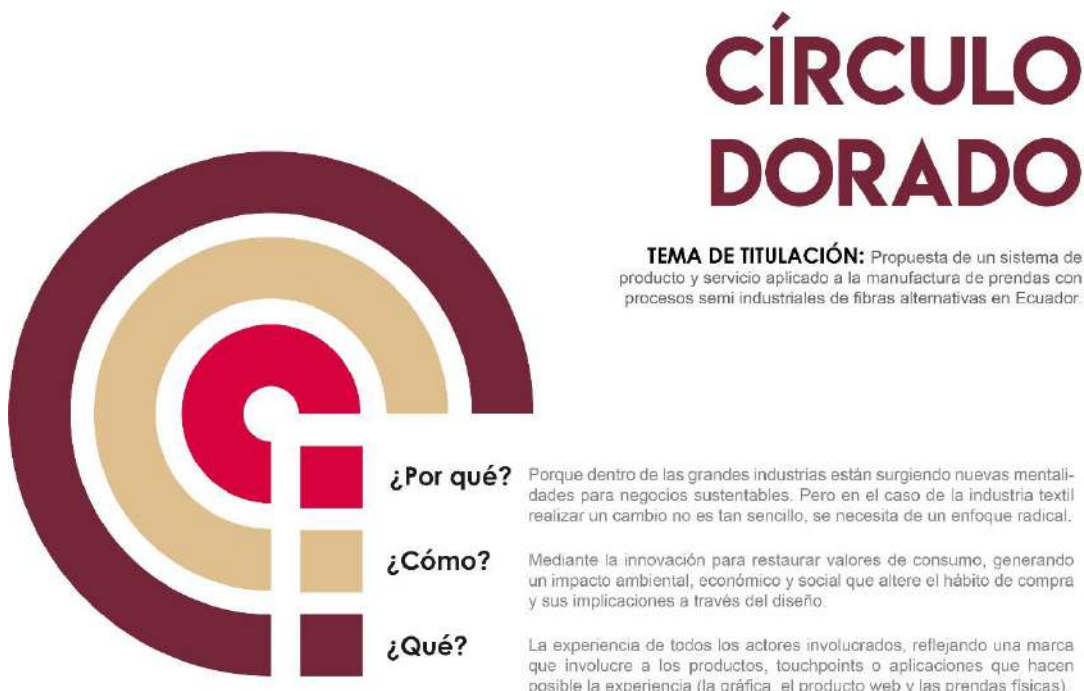 CÍRCULO
DORADO
TEMA DE TITULACIÓN: Propuesta de un sistema de
producto y servicio aplicado a la manufactura de prendas con
procesos semi industriales de fibras alternativas en Ecuador.
¿Por qué?
Porque dentro de las grandes industrias están surgiendo nuevas mentali-
dades para negocios sustentables. Pero en el caso de la industria textil
realizar un cambio no es tan sencillo, se necesita de un enfoque radical.
¿Cómo?
Mediante la innovación para restaurar valores de consumo, generando
un impacto ambiental, económico y social que altere el hábito de compra
y sus implicaciones a través del diseño.
¿Qué?
La experiencia de todos los actores involucrados, reflejando una marca
que involucre a los productos, touchpoints o aplicaciones que hacen
posible la experiencia (la gráfica, el producto web y las prendas físicas).